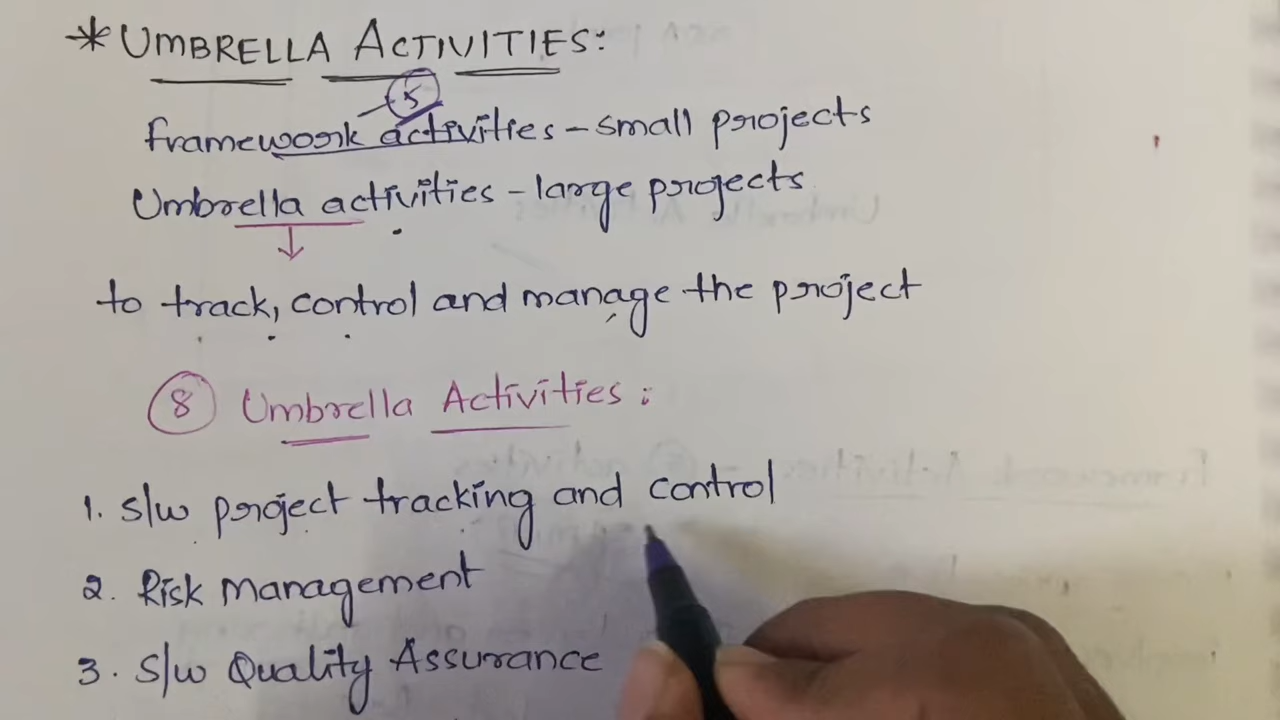 * UMBRELLA ACTIVITIES:
5
framework activities - small projects
Umbrella activities - large projects
to track, control and manage the project
8 Umbrella Activities:
1. s/w project tracking and control
2. Risk Management
3. S/w Quality Assurance